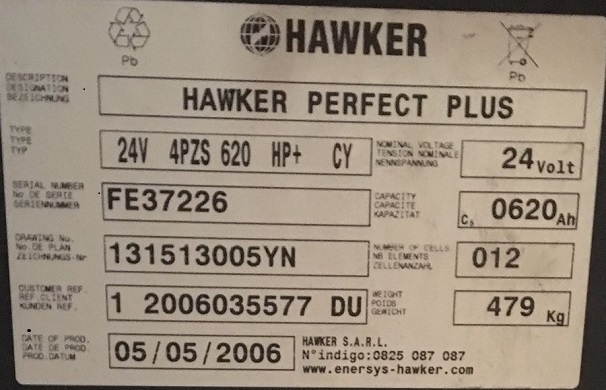 Pb
HAWKER
Pb
DESCRIPTION
DESIGNATION
BEZEICHNUNG
HAWKER PERFECT PLUS
TYPE
TYPE
TYP
24V 4PZS 620 HP+ CY
NOMINAL VOLTAGE
TENSION NOMINALE
NENNSPANNUNG
24 Volt
SERIAL NUMBER
No. DE SERIE
SERIENNUMMER
FE37226
CAPACITY
CAPACITE
KAPAZITAT
C5 0620 Ah
DRAWING No.
No. DE PLAN
ZEICHNUNGS-Nr
131513005YN
NUMBER OF CELLS
NB ELEMENTS
ZELLENANZAHL
012
CUSTOMER REF.
REF. CLIENT
KUNDEN REF.
1 2006035577 DU
WEIGHT
POIDS
GEWICHT
479 Kg
DATE OF PROD.
DATE DE PROD.
PROD. DATUM
05/05/2006
HAWKER S.A.R.L.
N°indigo:0825 087 087
www.enersys-hawker.com